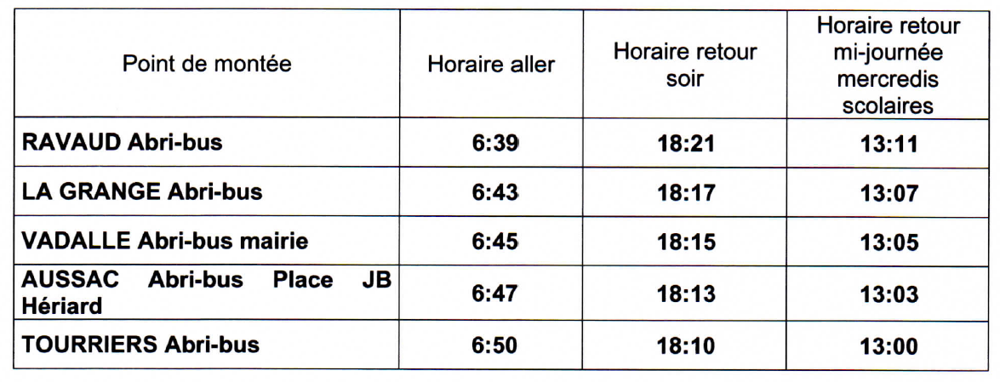 Point de montée
Horaire aller
Horaire retour
soir
Horaire retour
mi-journée
mercredis
scolaires
RAVAUD Abri-bus 6:39 18:21 13:11
LA GRANGE Abri-bus 6:43 18:17 13:07
VADALLE Abri-bus mairie 6:45 18:15 13:05
AUSSAC Abri-bus Place JB
Hériard
6:47 18:13 13:03
TOURRIERS Abri-bus 6:50 18:10 13:00